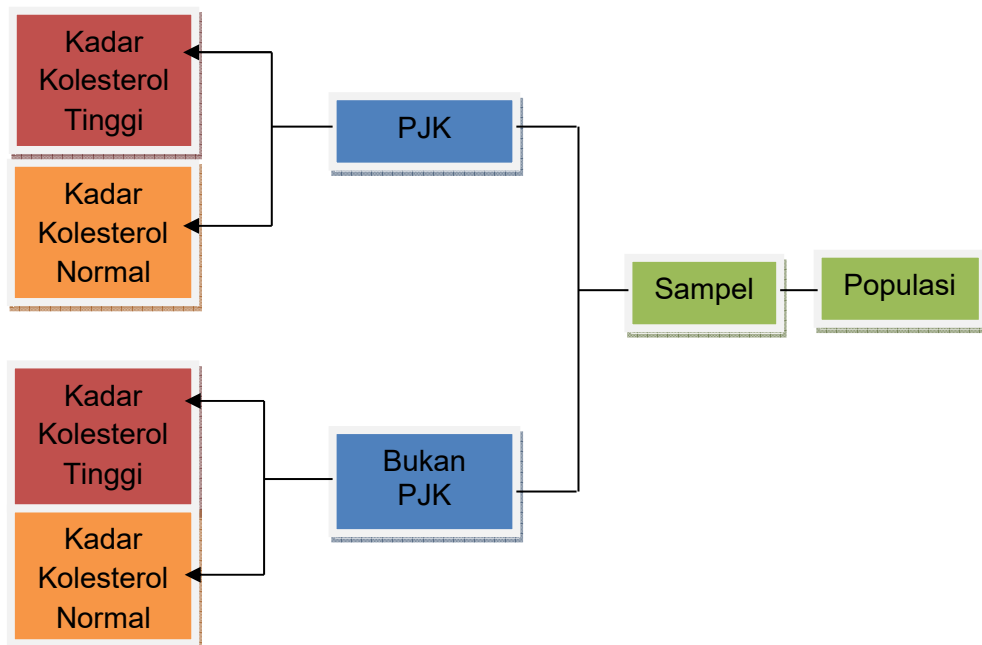 Kadar
Kolesterol
Tinggi
Kadar
Kolesterol
Normal
PJK
Sampel
Populasi
Kadar
Kolesterol
Tinggi
Kadar
Kolesterol
Normal
Bukan
PJK